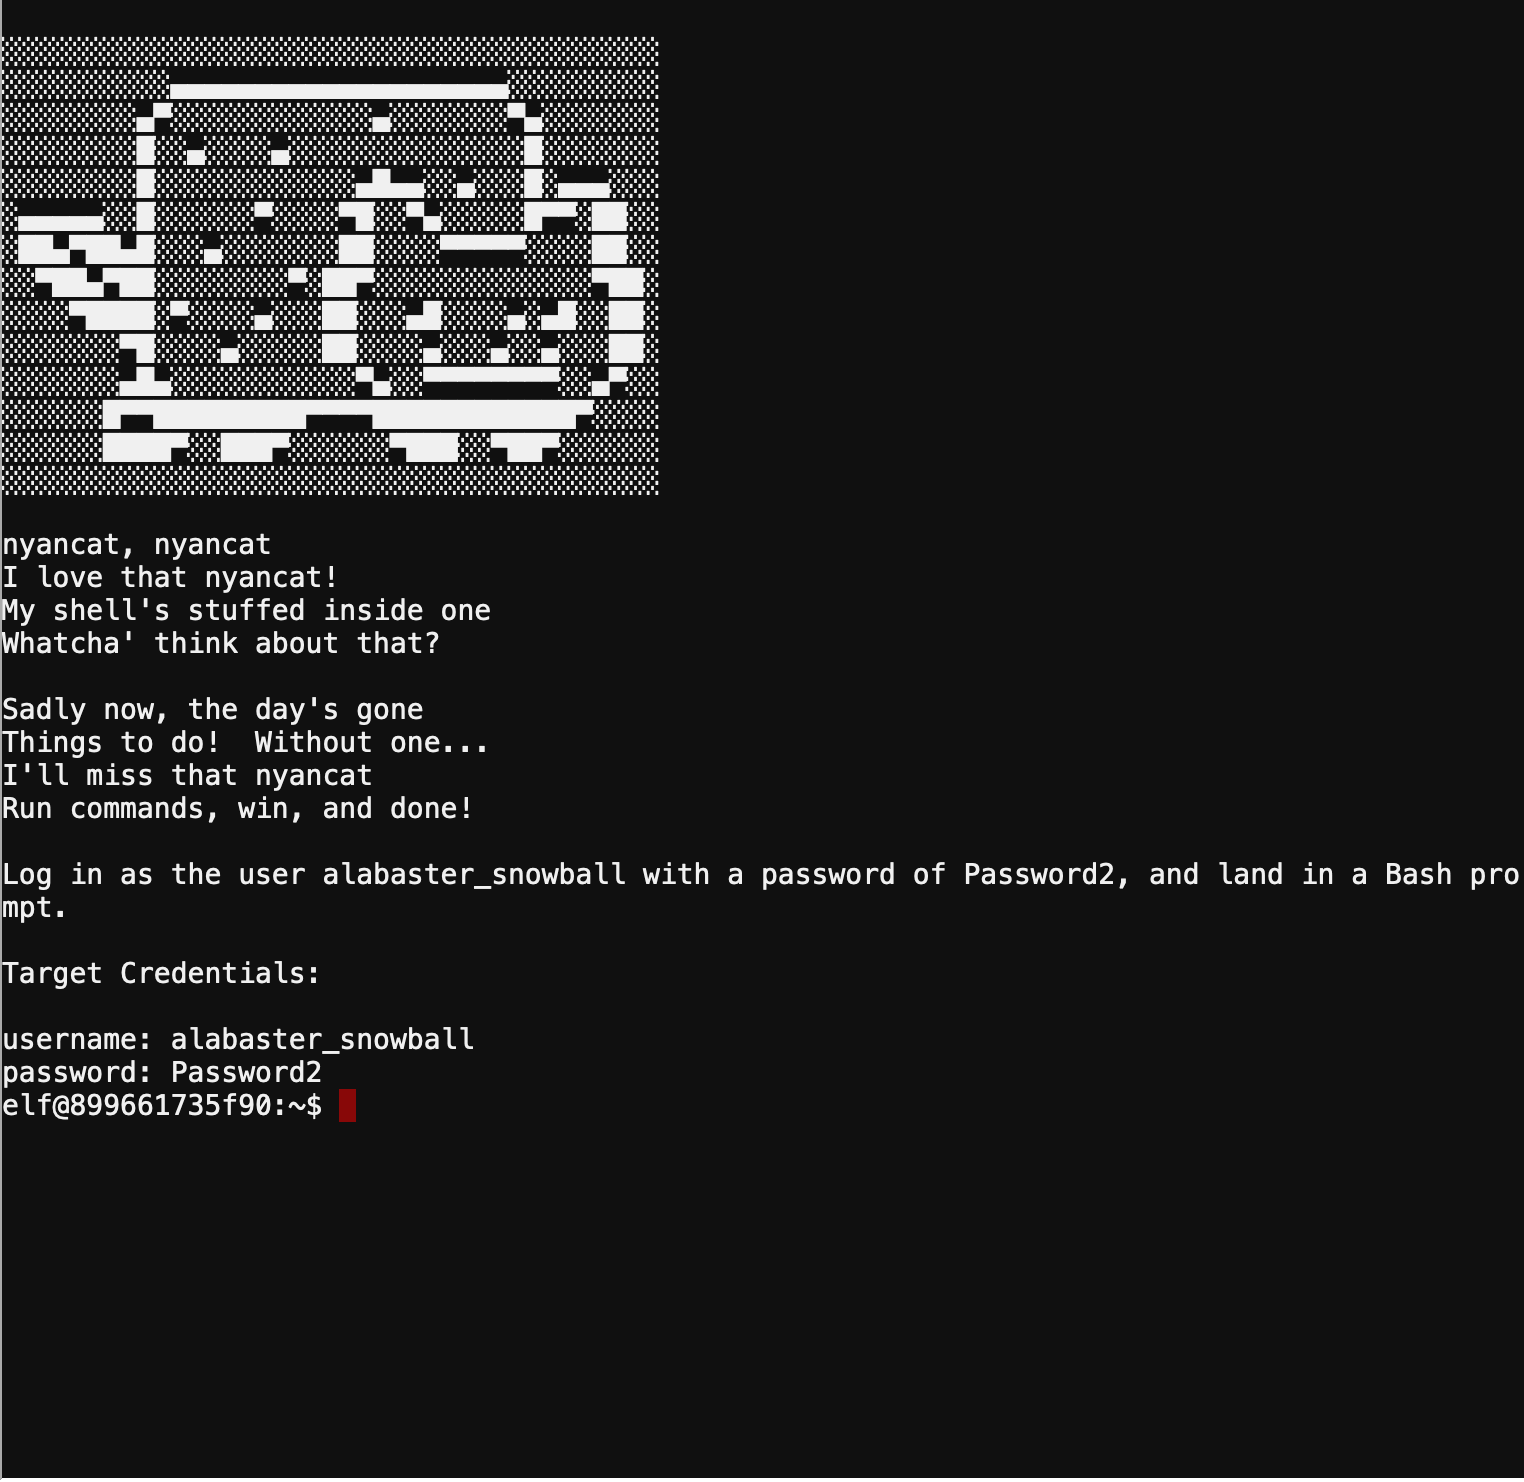 nyancat, nyancat
I love that nyancat!
My shell's stuffed inside one
Whatcha' think about that?
Sadly now, the day's gone
Things to do!  Without one...
I'll miss that nyancat
Run commands, win, and done!
Log in as the user alabaster_snowball with a password of Password2, and land in a Bash pro
mpt.
Target Credentials:
username: alabaster_snowball
password: Password2
elf@899661735f90:~$